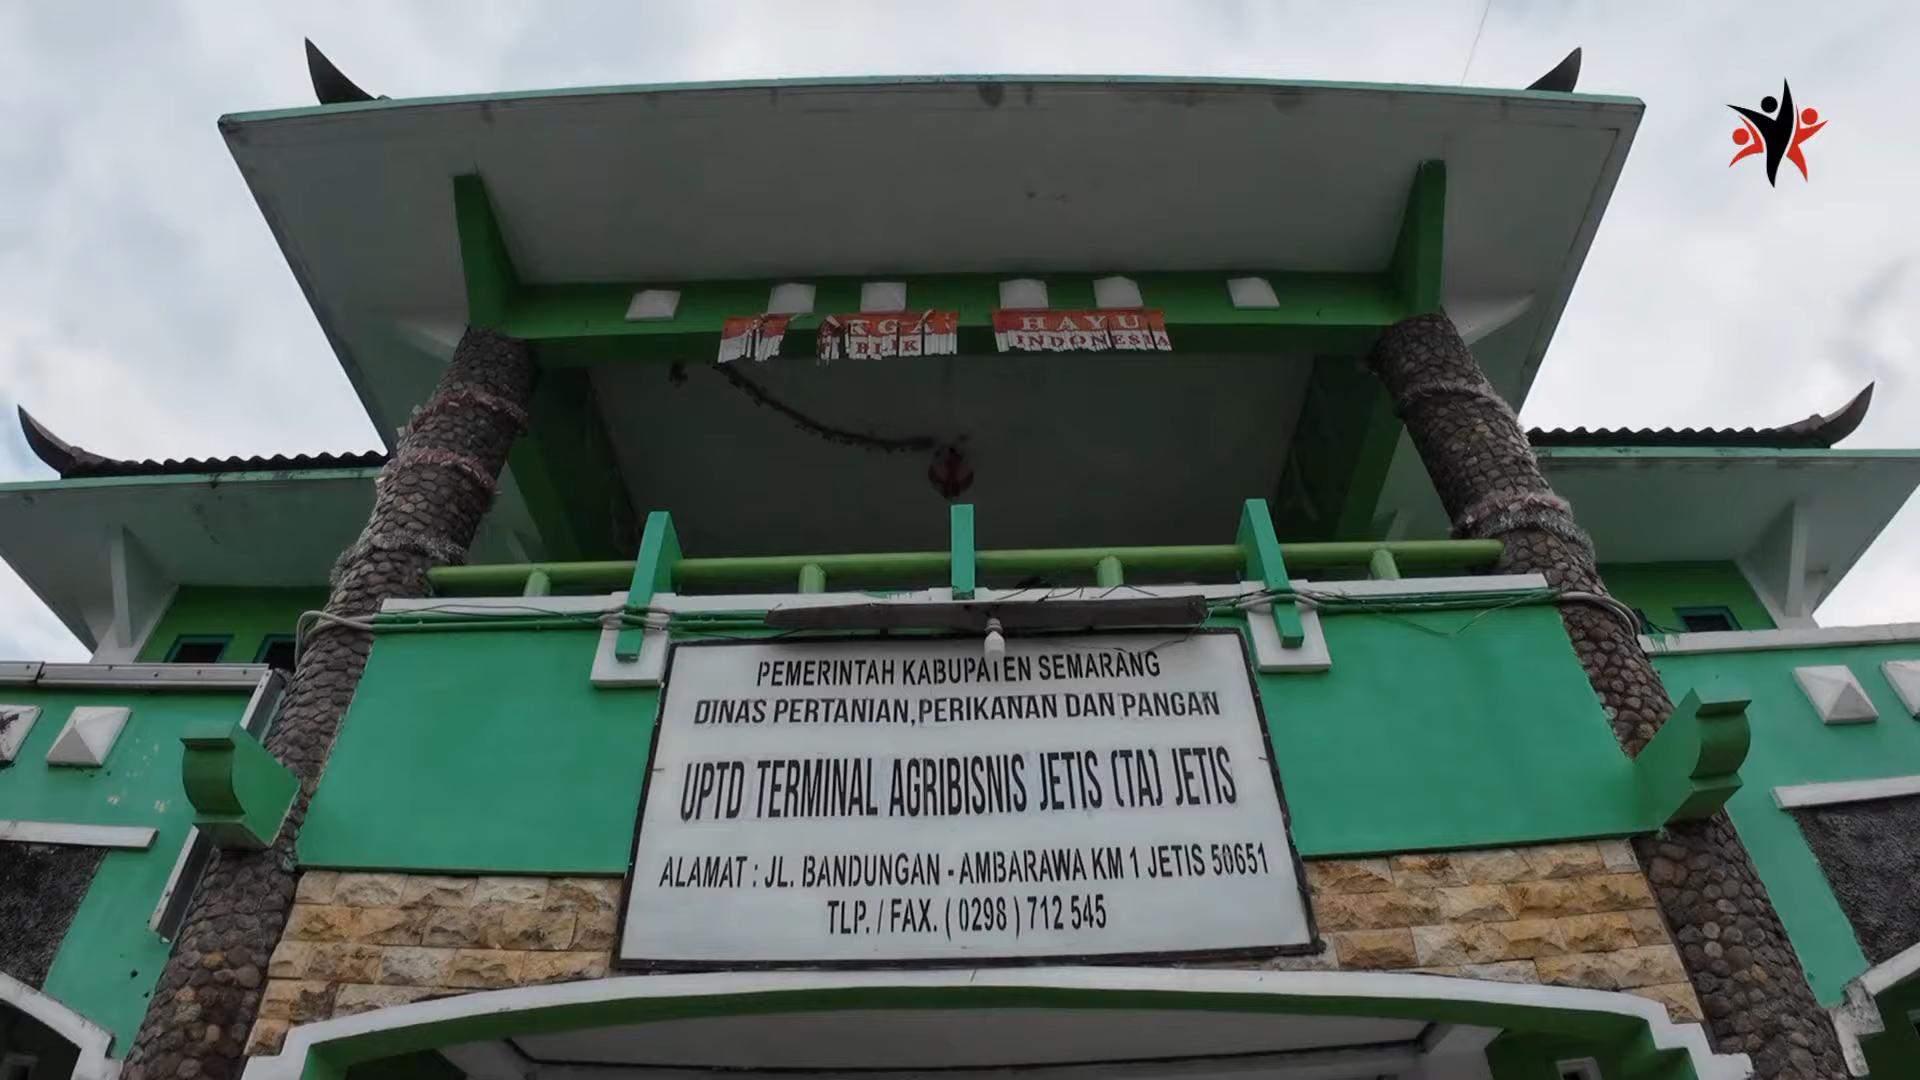 HAYU
INDONESIA
PEMERINTAH KABUPATEN SEMARANG
DINAS PERTANIAN,PERIKANAN DAN PANGAN
UPTD TERMINAL AGRIBISNIS JETIS (TA) JETIS
ALAMAT : JL. BANDUNGAN - AMBARAWA KM 1 JETIS 50651
TLP. / FAX. ( 0298 ) 712 545